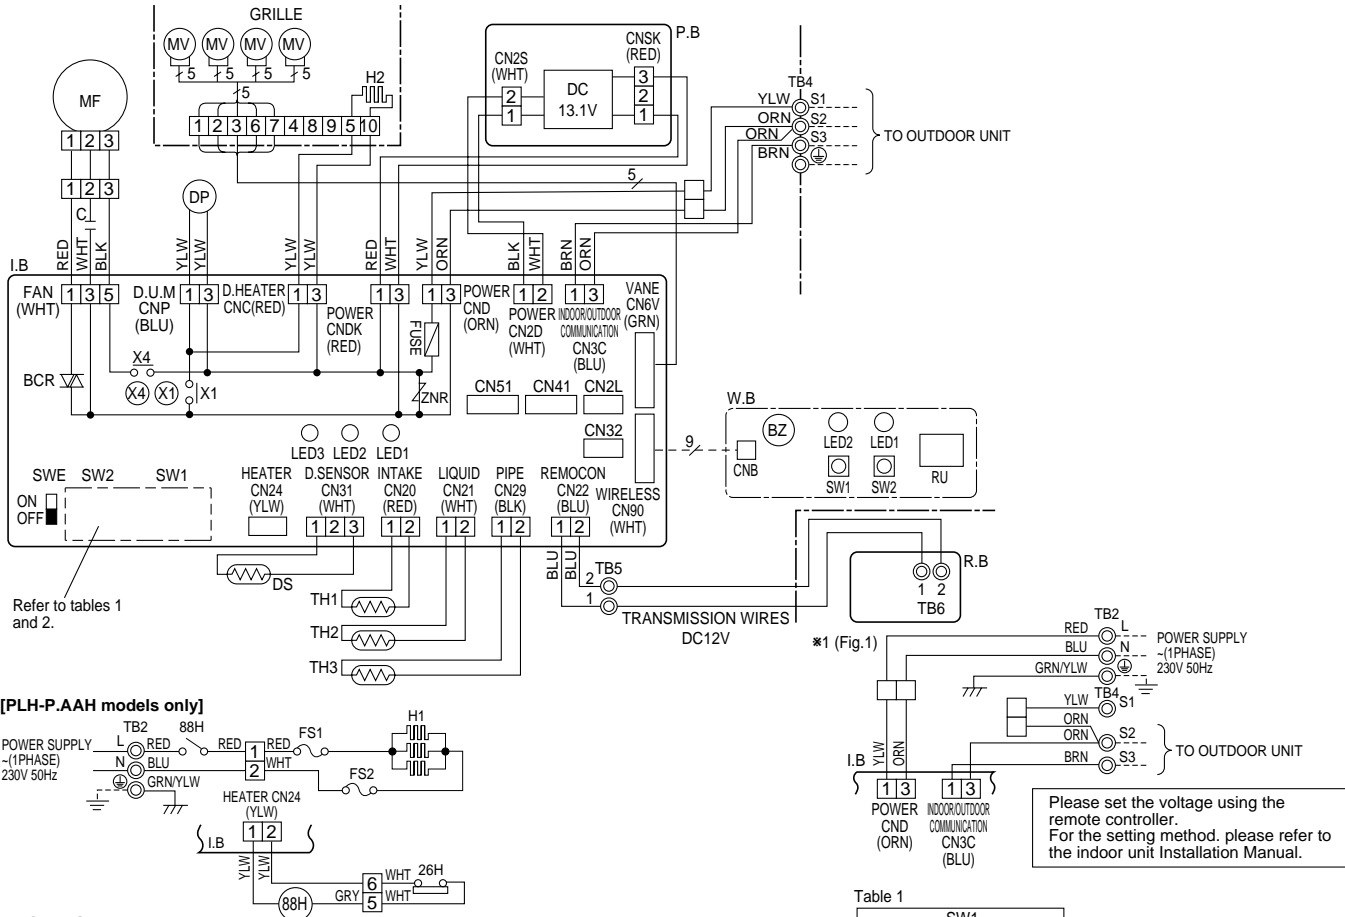 GRILLE
MV MV MV MV
5 5 5 5
5
H2
1 2 3 6 7 4 8 9 5 10
MF
1 2 3
1 2 3
C
DP
P.B
CN2S
(WHT)
2
1
DC
13.1V
CNSK
(RED)
3
2
1
TB4
YLW S1
ORN S2
ORN S3
BRN
TO OUTDOOR UNIT
5
RED WHT BLK YLW YLW YLW YLW RED WHT YLW ORN BLK WHT BRN ORN
I.B
FAN
(WHT)
1 3 5
D.U.M
CNP
(BLU)
1 3
D.HEATER
CNC(RED)
1 3
POWER
CNDK
(RED)
1 3
1 3
POWER
CND
(ORN)
1 2
POWER
CN2D
(WHT)
1 3
INDOOR/OUTDOOR
COMMUNICATION
CN3C
(BLU)
VANE
CN6V
(GRN)
FUSE
BCR
X4
X4 X1 X1
ZNR
CN51 CN41 CN2L
CN32
LED3 LED2 LED1
SWE SW2 SW1
ON
OFF
HEATER
CN24
(YLW)
D.SENSOR
CN31
(WHT)
1 2 3
INTAKE
CN20
(RED)
1 2
LIQUID
CN21
(WHT)
1 2
PIPE
CN29
(BLK)
1 2
REMOCON
CN22
(BLU)
1 2
WIRELESS
CN90
(WHT)
9
W.B
CNB
BZ
LED2 LED1
SW1 SW2
RU
Refer to tables 1
and 2.
DS
TH1
TH2
TH3
BLU BLU
TB5
2
1
TRANSMISSION WIRES
DC12V
R.B
1 2
TB6
※1 (Fig.1)
TB2
RED L
BLU N
GRN/YLW
POWER SUPPLY
~(1PHASE)
230V 50Hz
TB4
YLW S1
ORN
ORN S2
BRN S3
TO OUTDOOR UNIT
YLW ORN
I.B
1 3
POWER
CND
(ORN)
1 3
INDOOR/OUTDOOR
COMMUNICATION
CN3C
(BLU)
Please set the voltage using the
remote controller.
For the setting method. please refer to
the indoor unit Installation Manual.
[PLH-P.AAH models only]
POWER SUPPLY
~(1PHASE)
230V 50Hz
TB2
L RED 88H RED 1 RED FS1 H1
N BLU 2 WHT FS2
GRN/YLW
HEATER CN24
(YLW)
1 2
I.B
YLW YLW
88H
6 WHT 26H
GRY 5 WHT
Table 1
SW1